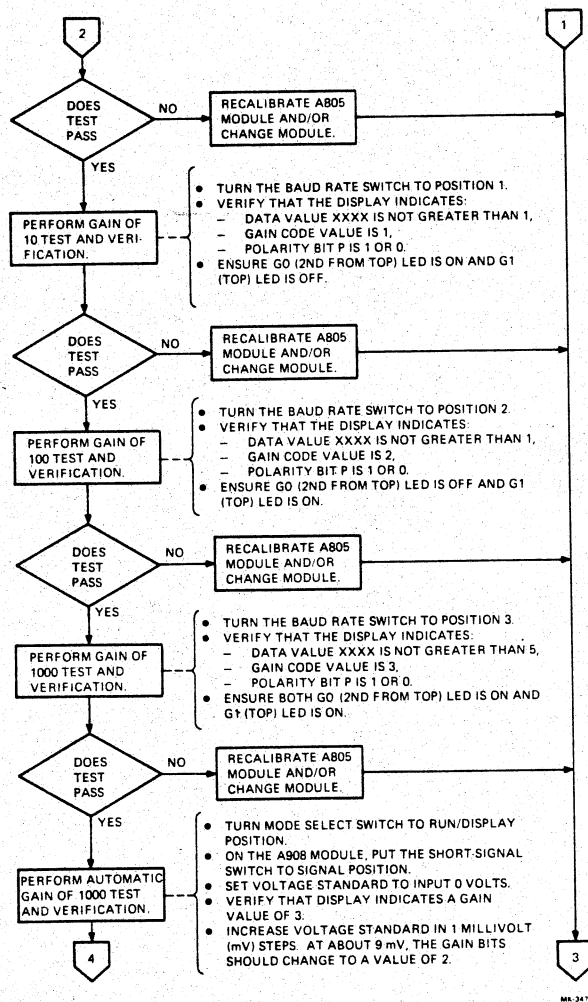 2
1
DOES
TEST
PASS
NO
RECALIBRATE A805
MODULE AND/OR
CHANGE MODULE.
YES
PERFORM GAIN OF
10 TEST AND VERI-
FICATION.
● TURN THE BAUD RATE SWITCH TO POSITION 1.
● VERIFY THAT THE DISPLAY INDICATES:
– DATA VALUE XXXX IS NOT GREATER THAN 1,
– GAIN CODE VALUE IS 1,
– POLARITY BIT P IS 1 OR 0.
● ENSURE G0 (2ND FROM TOP) LED IS ON AND G1
(TOP) LED IS OFF.
DOES
TEST
PASS
NO
RECALIBRATE A805
MODULE AND/OR
CHANGE MODULE.
YES
PERFORM GAIN OF
100 TEST AND
VERIFICATION.
● TURN THE BAUD RATE SWITCH TO POSITION 2.
● VERIFY THAT THE DISPLAY INDICATES:
– DATA VALUE XXXX IS NOT GREATER THAN 1,
– GAIN CODE VALUE IS 2,
– POLARITY BIT P IS 1 OR 0.
● ENSURE G0 (2ND FROM TOP) LED IS OFF AND G1
(TOP) LED IS ON.
DOES
TEST
PASS
NO
RECALIBRATE A805
MODULE AND/OR
CHANGE MODULE.
YES
PERFORM GAIN OF
1000 TEST AND
VERIFICATION.
● TURN THE BAUD RATE SWITCH TO POSITION 3.
● VERIFY THAT THE DISPLAY INDICATES:
– DATA VALUE XXXX IS NOT GREATER THAN 5,
– GAIN CODE VALUE IS 3,
– POLARITY BIT P IS 1 OR 0.
● ENSURE BOTH G0 (2ND FROM TOP) LED IS ON AND
G1 (TOP) LED IS ON.
DOES
TEST
PASS
NO
RECALIBRATE A805
MODULE AND/OR
CHANGE MODULE.
YES
PERFORM AUTOMATIC
GAIN OF 1000 TEST
AND VERIFICATION.
● TURN MODE SELECT SWITCH TO RUN/DISPLAY
POSITION.
● ON THE A908 MODULE, PUT THE SHORT-SIGNAL
SWITCH TO SIGNAL POSITION.
● SET VOLTAGE STANDARD TO INPUT 0 VOLTS.
● VERIFY THAT DISPLAY INDICATES A GAIN
VALUE OF 3.
● INCREASE VOLTAGE STANDARD IN 1 MILLIVOLT
(mV) STEPS. AT ABOUT 9 mV, THE GAIN BITS
SHOULD CHANGE TO A VALUE OF 2.
4
3